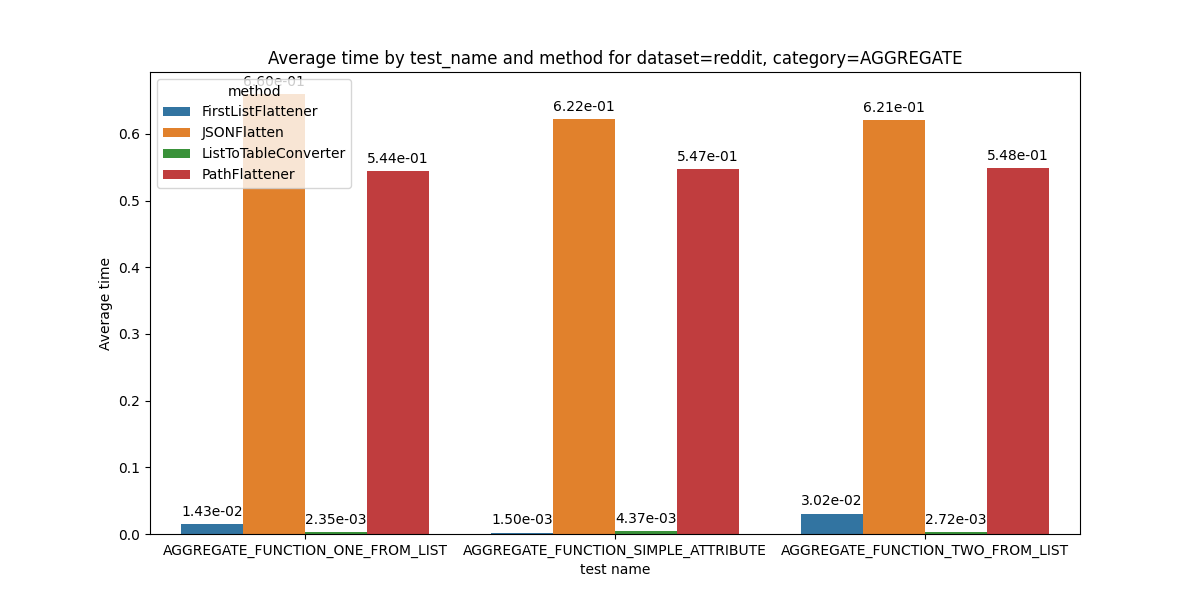 Average time by test_name and method for dataset=reddit, category=AGGREGATE
6.60e-01
method
FirstListFlattener
JSONFlatten
ListToTableConverter
PathFlattener
1.43e-02
2.35e-03
5.44e-01
1.50e-03
6.22e-01
4.37e-03
5.47e-01
3.02e-02
6.21e-01
2.72e-03
5.48e-01
Average time
0.6
0.5
0.4
0.3
0.2
0.1
0.0
AGGREGATE_FUNCTION_ONE_FROM_LIST
AGGREGATE_FUNCTION_SIMPLE_ATTRIBUTE
AGGREGATE_FUNCTION_TWO_FROM_LIST
test name